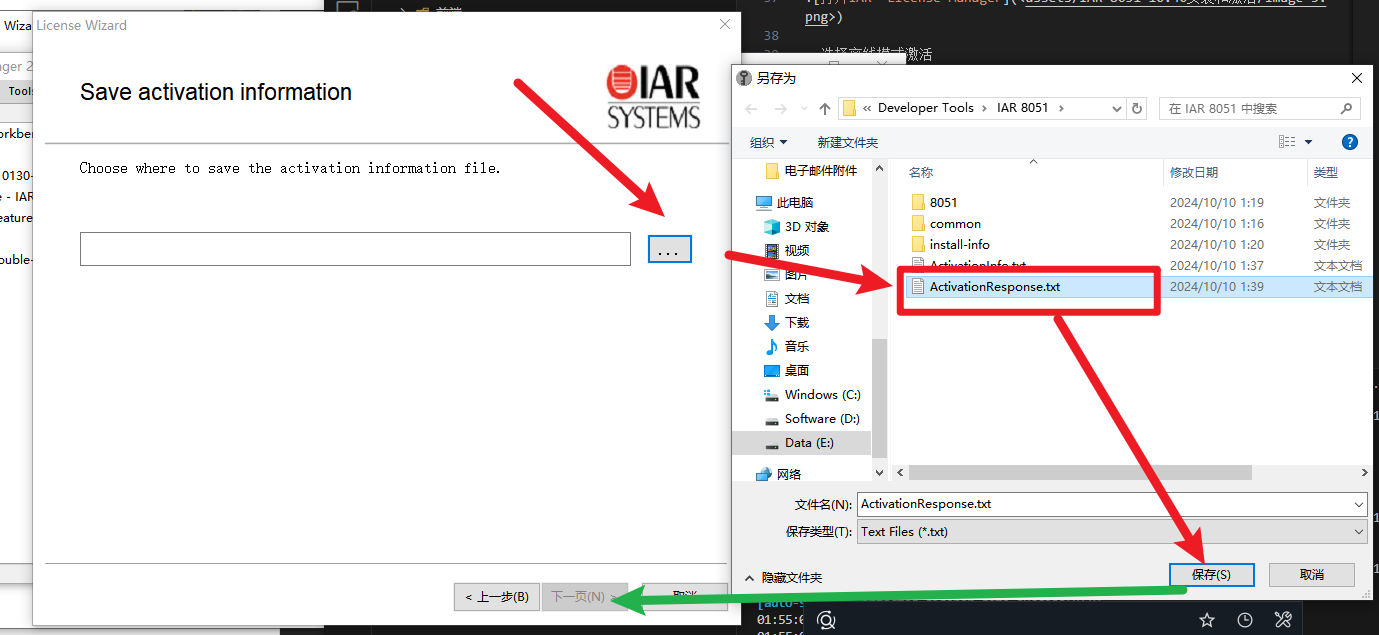 Wiza
License Wizard
Save activation information
IAR
SYSTEMS
Choose where to save the activation information file.
...
< 上一步(B)
下一页(N) >
取消
ager 2
Tools
orkben
0130-
e - IAR
eature
ouble-
png>)
38
选择离线模式激活
另存为
« Developer Tools > IAR 8051 >
在 IAR 8051 中搜索
组织
新建文件夹
?
电子邮件附件
此电脑
3D 对象
视频
图片
文档
下载
音乐
桌面
Windows (C:)
Software (D:)
Data (E:)
网络
名称 修改日期 类型
8051 2024/10/10 1:19 文件夹
common 2024/10/10 1:16 文件夹
install-info 2024/10/10 1:20 文件夹
ActivationInfo.txt 2024/10/10 1:37 文本文档
ActivationResponse.txt 2024/10/10 1:39 文本文档
文件名(N): ActivationResponse.txt
保存类型(T): Text Files (*.txt)
隐藏文件夹
保存(S)
取消
[auto-s
01:55:0